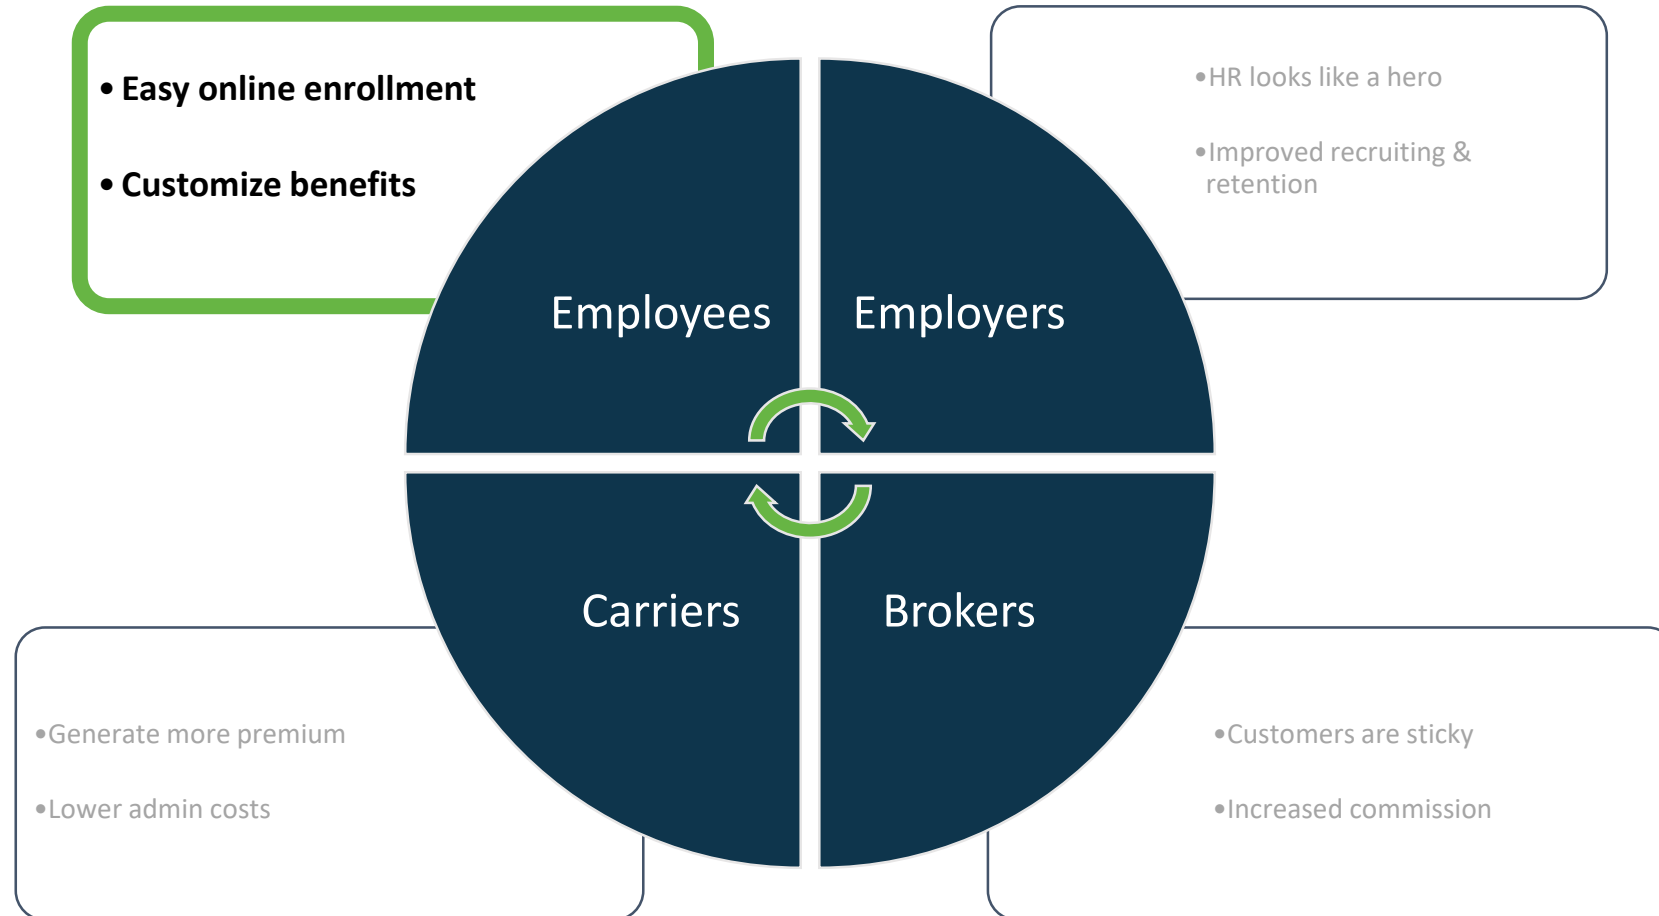 • Easy online enrollment
• Customize benefits
•HR looks like a hero
•Improved recruiting &
retention
Employees
Employers
Carriers
Brokers
•Generate more premium
•Lower admin costs
•Customers are sticky
•Increased commission